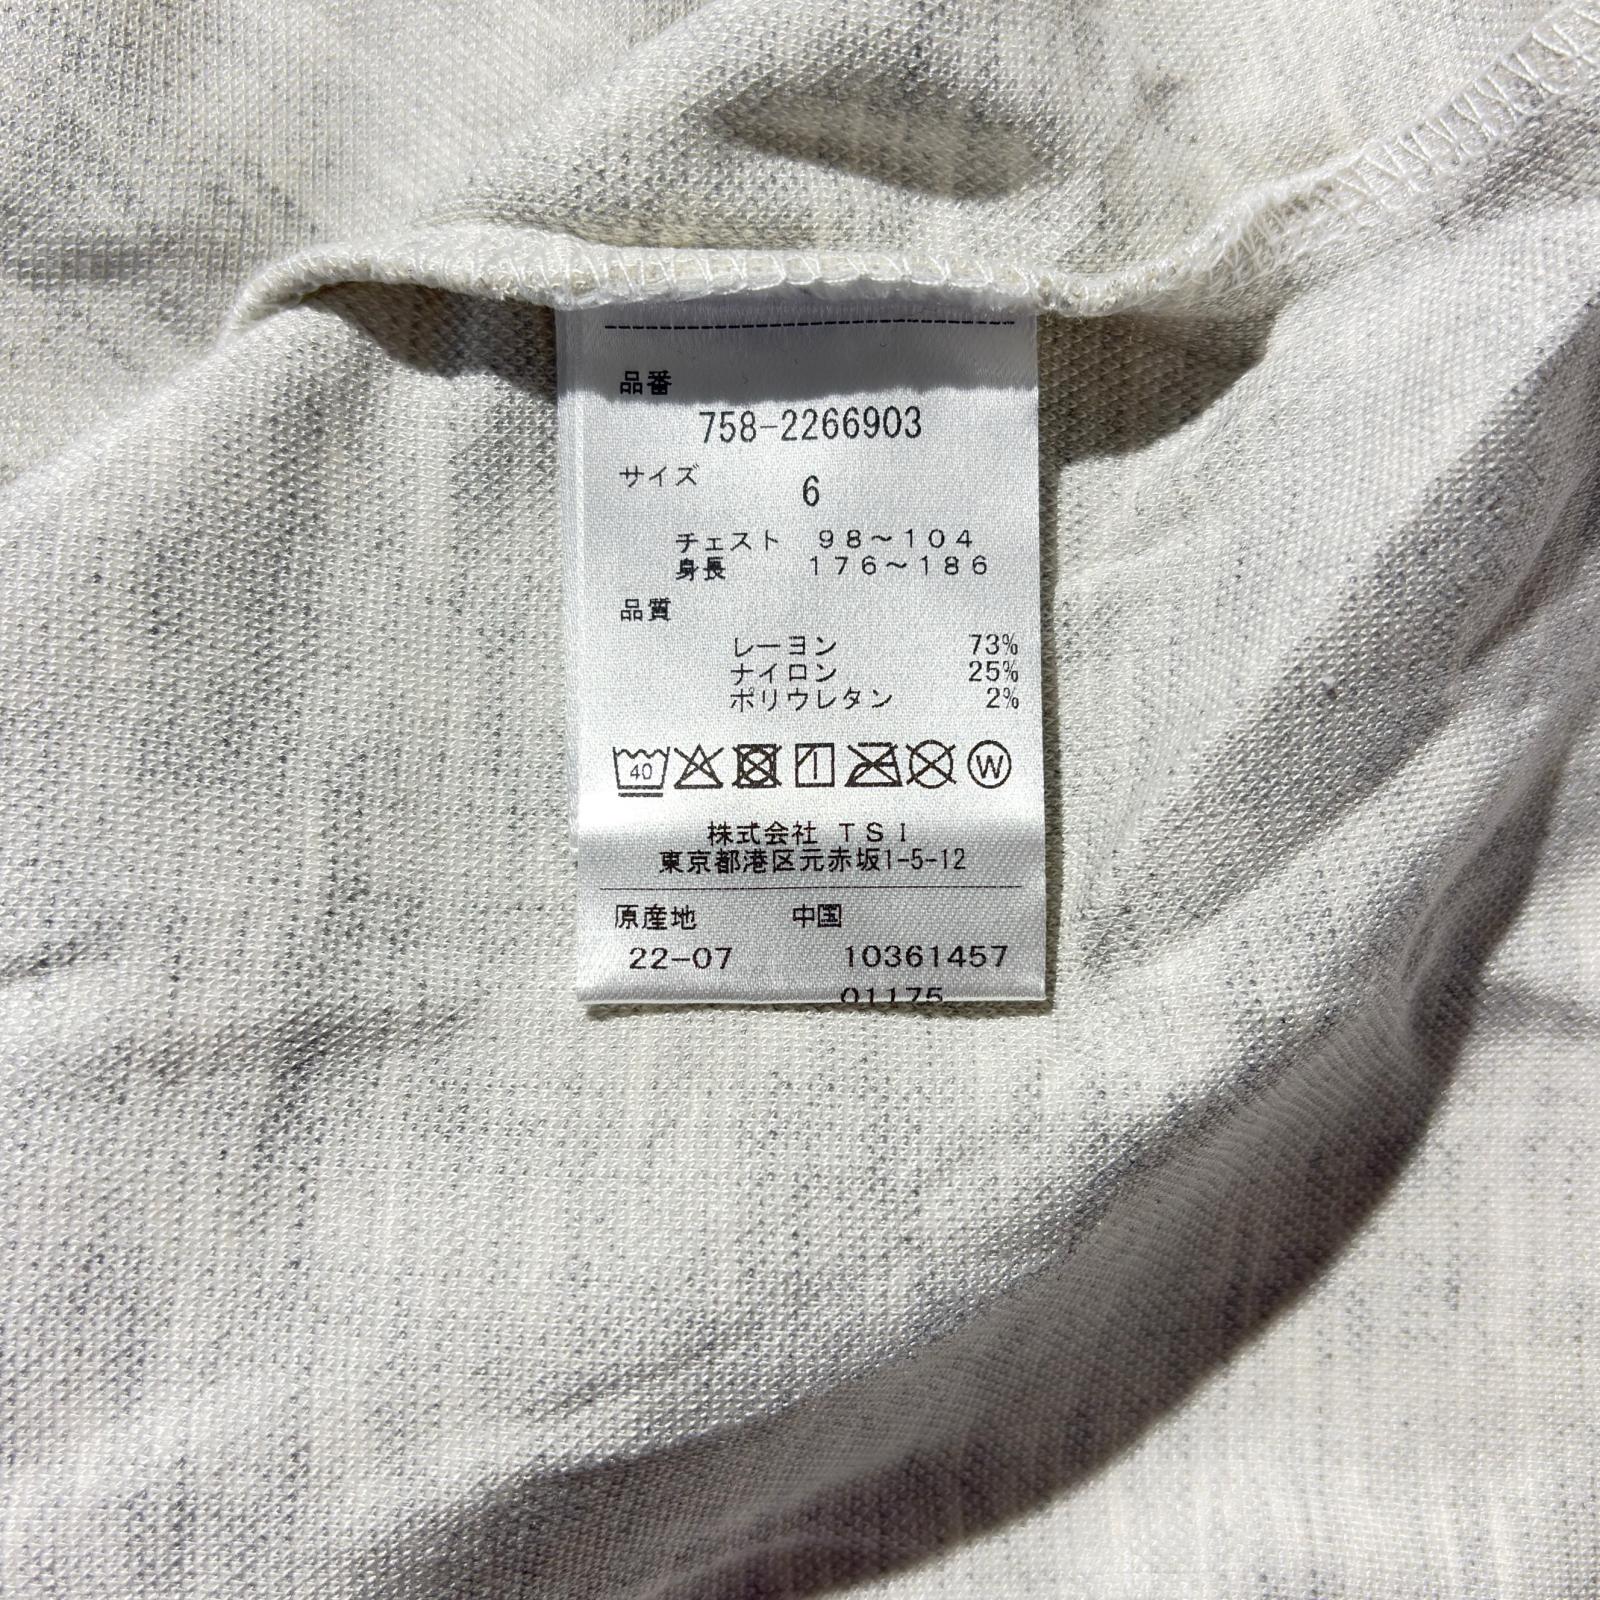 品番
758-2266903
サイズ 6
チェスト 98～104
身長 176～186
品質
レーヨン 73%
ナイロン 25%
ポリウレタン 2%
40 W
株式会社 TSI
東京都港区元赤坂1-5-12
原産地 中国
22-07 10361457
01175